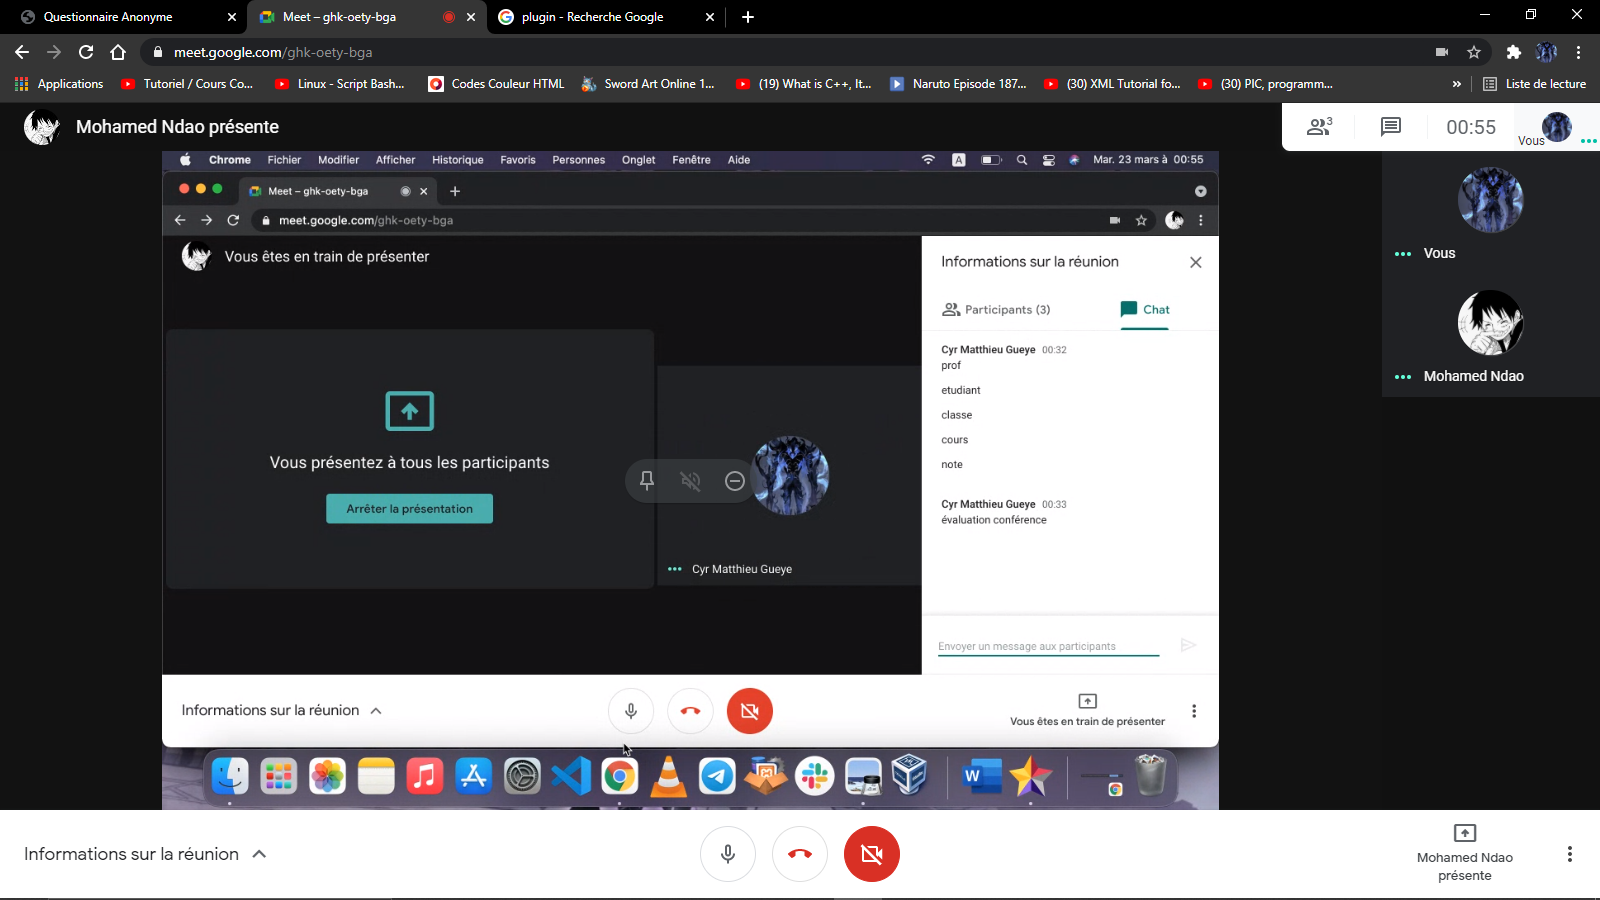 Questionnaire Anonyme
Meet – ghk-oety-bga
plugin - Recherche Google
meet.google.com/ghk-oety-bga
Applications
Tutoriel / Cours Co...
Linux - Script Bash...
Codes Couleur HTML
Sword Art Online 1...
(19) What is C++, It...
Naruto Episode 187...
(30) XML Tutorial fo...
(30) PIC, programm...
»
Liste de lecture
Mohamed Ndao présente
3
00:55
Vous
Chrome Fichier Modifier Afficher Historique Favoris Personnes Onglet Fenêtre Aide
A
Mar. 23 mars à 00:55
Meet – ghk-oety-bga
meet.google.com/ghk-oety-bga
Vous êtes en train de présenter
Vous présentez à tous les participants
Arrêter la présentation
Cyr Matthieu Gueye
Informations sur la réunion
Participants (3)
Chat
Cyr Matthieu Gueye 00:32
prof
etudiant
classe
cours
note
Cyr Matthieu Gueye 00:33
évaluation conférence
Envoyer un message aux participants
Informations sur la réunion
Vous êtes en train de présenter
W
Vous
Mohamed Ndao
Informations sur la réunion
Mohamed Ndao
présente